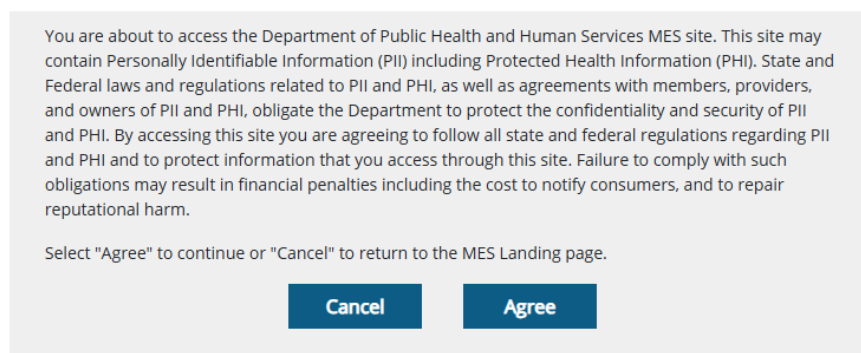 You are about to access the Department of Public Health and Human Services MES site. This site may
contain Personally Identifiable Information (PII) including Protected Health Information (PHI). State and
Federal laws and regulations related to PII and PHI, as well as agreements with members, providers,
and owners of PII and PHI, obligate the Department to protect the confidentiality and security of PII
and PHI. By accessing this site you are agreeing to follow all state and federal regulations regarding PII
and PHI and to protect information that you access through this site. Failure to comply with such
obligations may result in financial penalties including the cost to notify consumers, and to repair
reputational harm.
Select "Agree" to continue or "Cancel" to return to the MES Landing page.
Cancel Agree